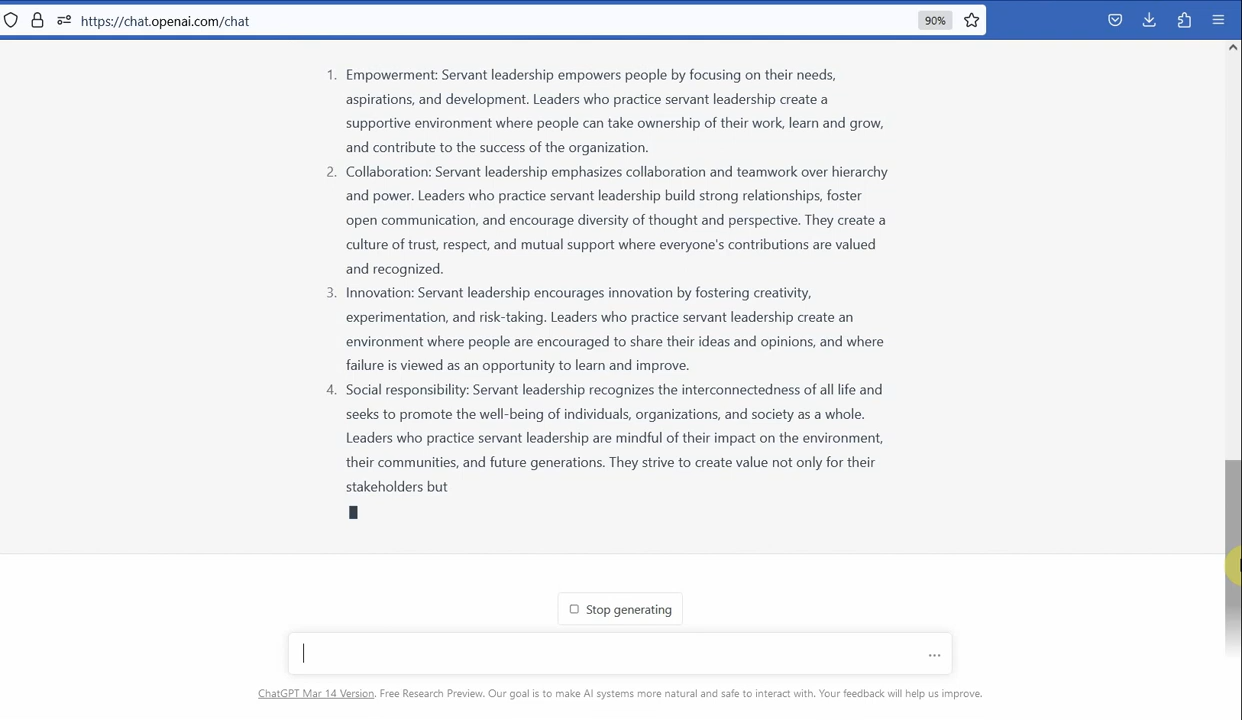 https://chat.openai.com/chat
90%
1. Empowerment: Servant leadership empowers people by focusing on their needs,
aspirations, and development. Leaders who practice servant leadership create a
supportive environment where people can take ownership of their work, learn and grow,
and contribute to the success of the organization.
2. Collaboration: Servant leadership emphasizes collaboration and teamwork over hierarchy
and power. Leaders who practice servant leadership build strong relationships, foster
open communication, and encourage diversity of thought and perspective. They create a
culture of trust, respect, and mutual support where everyone's contributions are valued
and recognized.
3. Innovation: Servant leadership encourages innovation by fostering creativity,
experimentation, and risk-taking. Leaders who practice servant leadership create an
environment where people are encouraged to share their ideas and opinions, and where
failure is viewed as an opportunity to learn and improve.
4. Social responsibility: Servant leadership recognizes the interconnectedness of all life and
seeks to promote the well-being of individuals, organizations, and society as a whole.
Leaders who practice servant leadership are mindful of their impact on the environment,
their communities, and future generations. They strive to create value not only for their
stakeholders but
Stop generating
ChatGPT Mar 14 Version. Free Research Preview. Our goal is to make AI systems more natural and safe to interact with. Your feedback will help us improve.